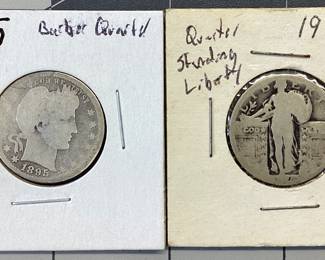 Barber Quarter
1895
Quarter
Standing
Liberty
19